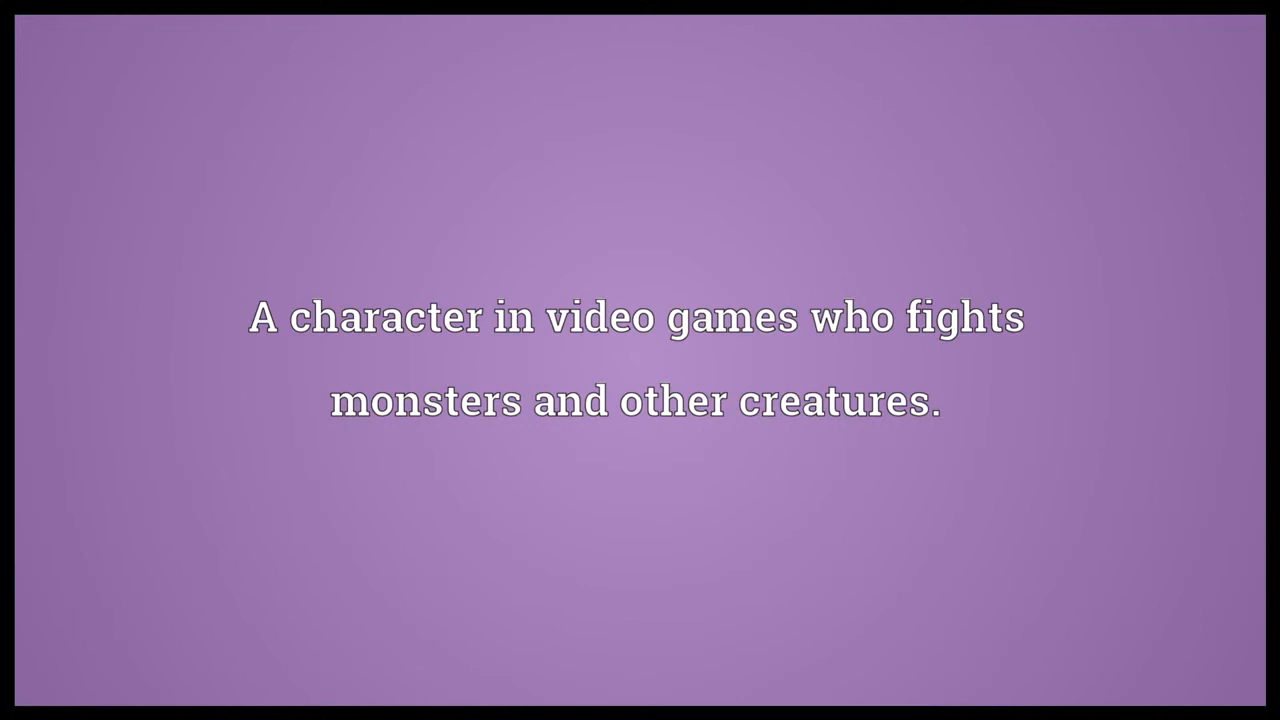 A character in video games who fights
monsters and other creatures.